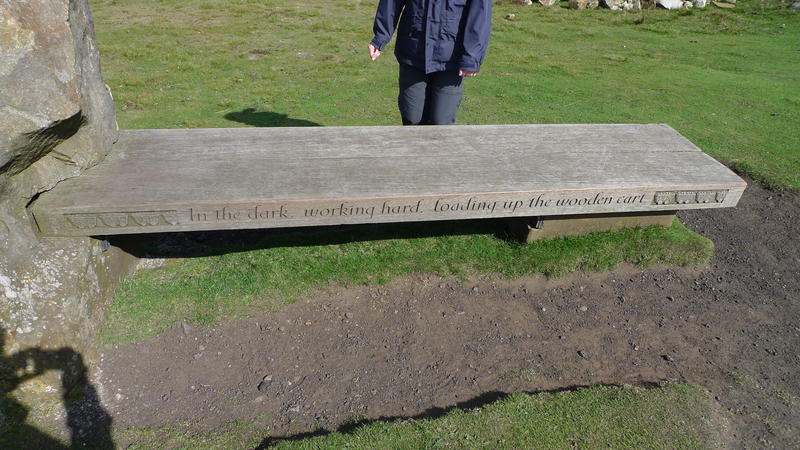 In the dark, working hard, loading up the wooden cart.